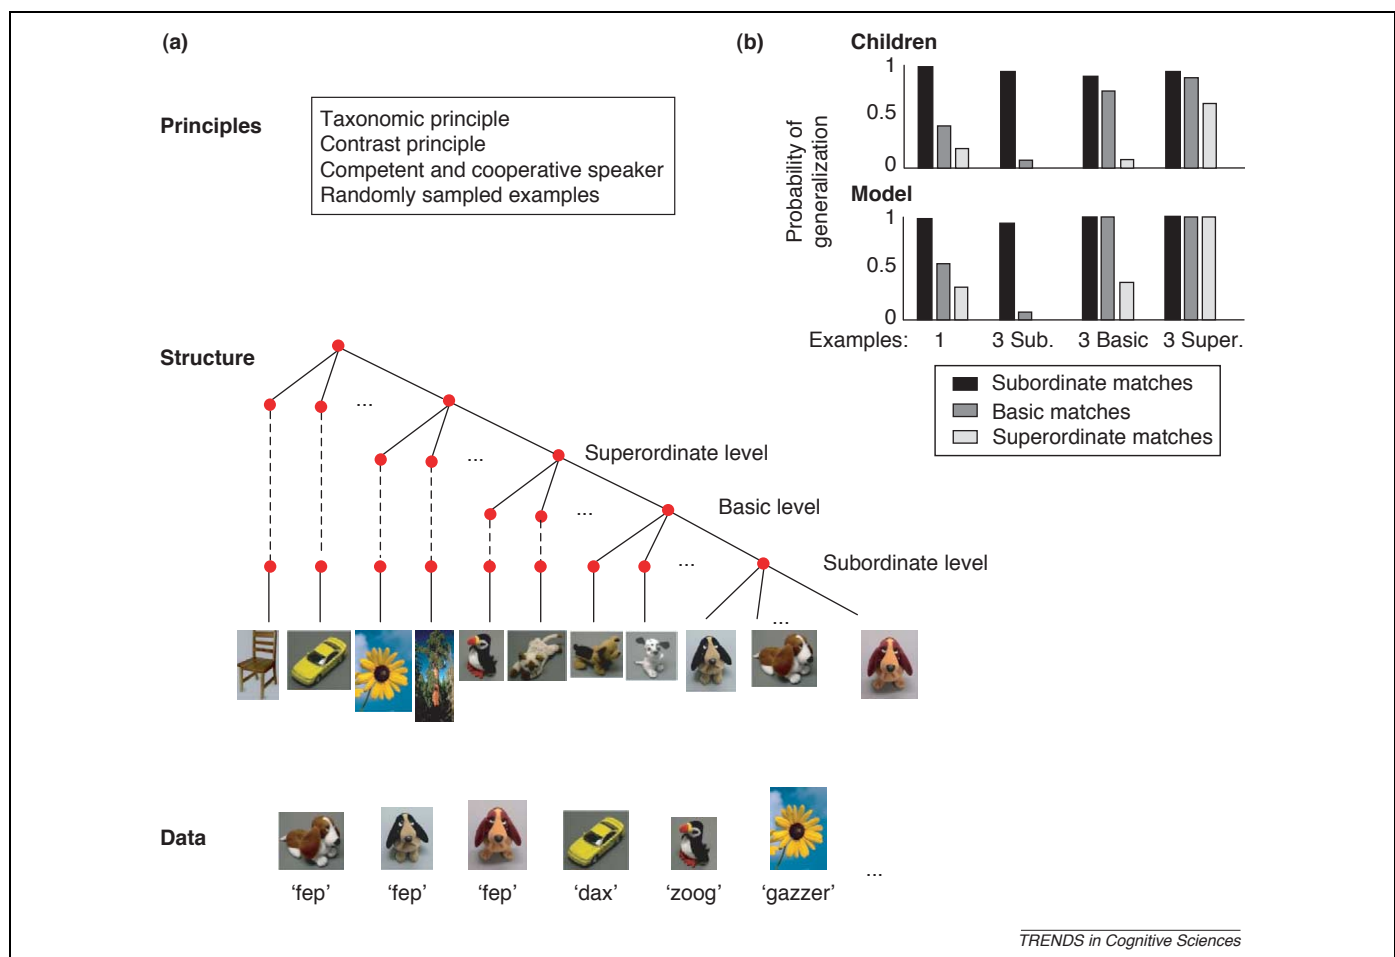 (a)
Principles
Taxonomic principle
Contrast principle
Competent and cooperative speaker
Randomly sampled examples
Structure
...
...
Superordinate level
...
Basic level
...
Subordinate level
...
Data
'fep'
'fep'
'fep'
'dax'
'zoog'
'gazzer'
...
(b)
Children
1
0.5
0
Probability of
generalization
Model
1
0.5
0
Examples: 1 3 Sub. 3 Basic 3 Super.
Subordinate matches
Basic matches
Superordinate matches
TRENDS in Cognitive Sciences